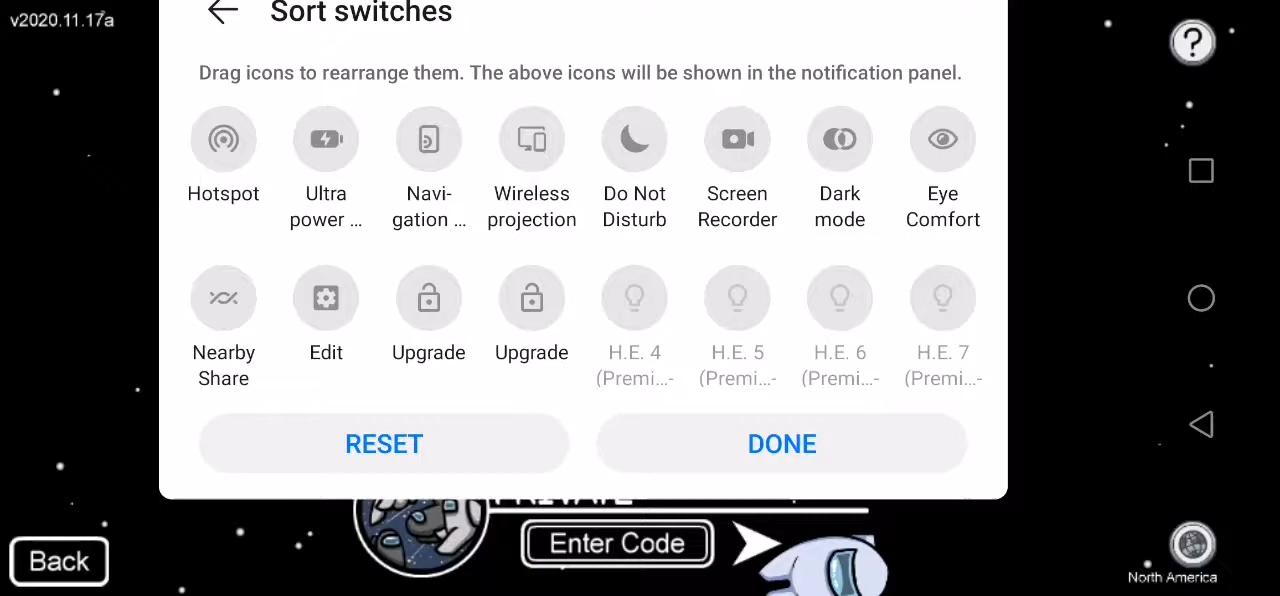 v2020.11.17a
Sort switches
Drag icons to rearrange them. The above icons will be shown in the notification panel.
Hotspot
Ultra
power ...
Navi-
gation ...
Wireless
projection
Do Not
Disturb
Screen
Recorder
Dark
mode
Eye
Comfort
Nearby
Share
Edit
Upgrade
Upgrade
H.E. 4
(Premi...-
H.E. 5
(Premi...-
H.E. 6
(Premi...-
H.E. 7
(Premi...-
RESET
DONE
PRIVATE
Enter Code
Back
North America
?